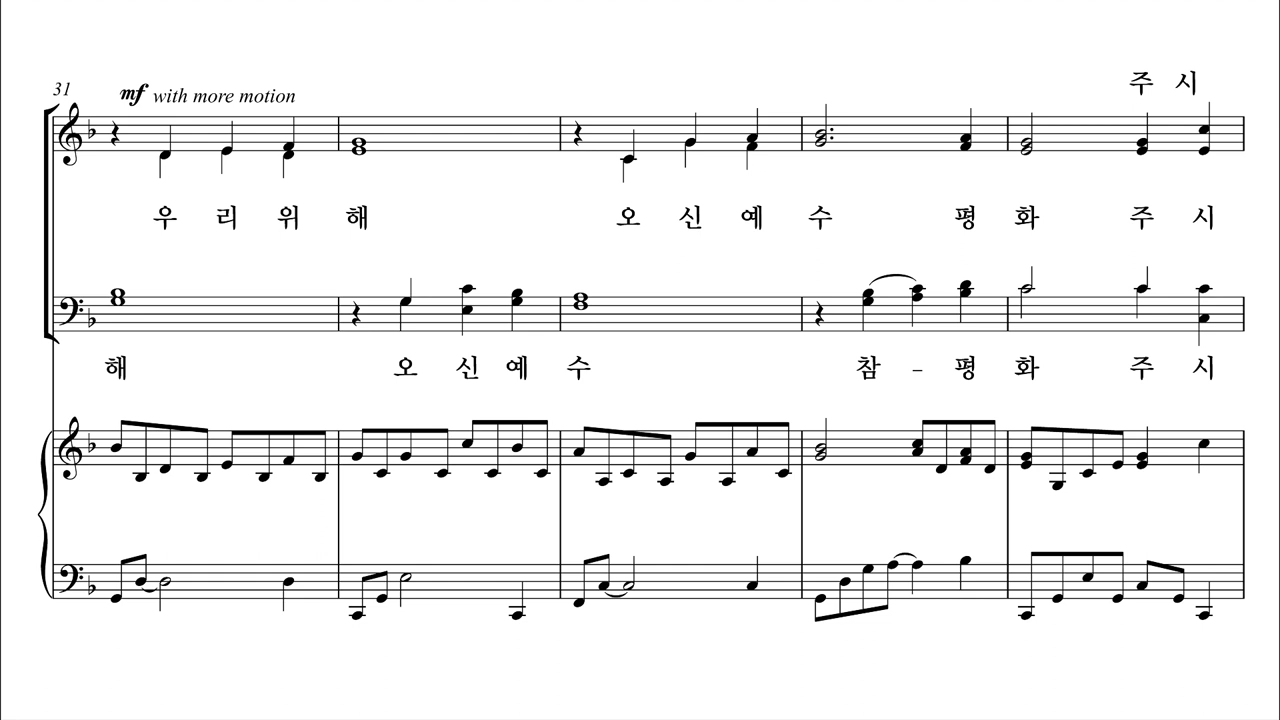 주 시
31
mf with more motion
우 리 위 해 오 신 예 수 평 화 주 시
해 오 신 예 수 참 - 평 화 주 시